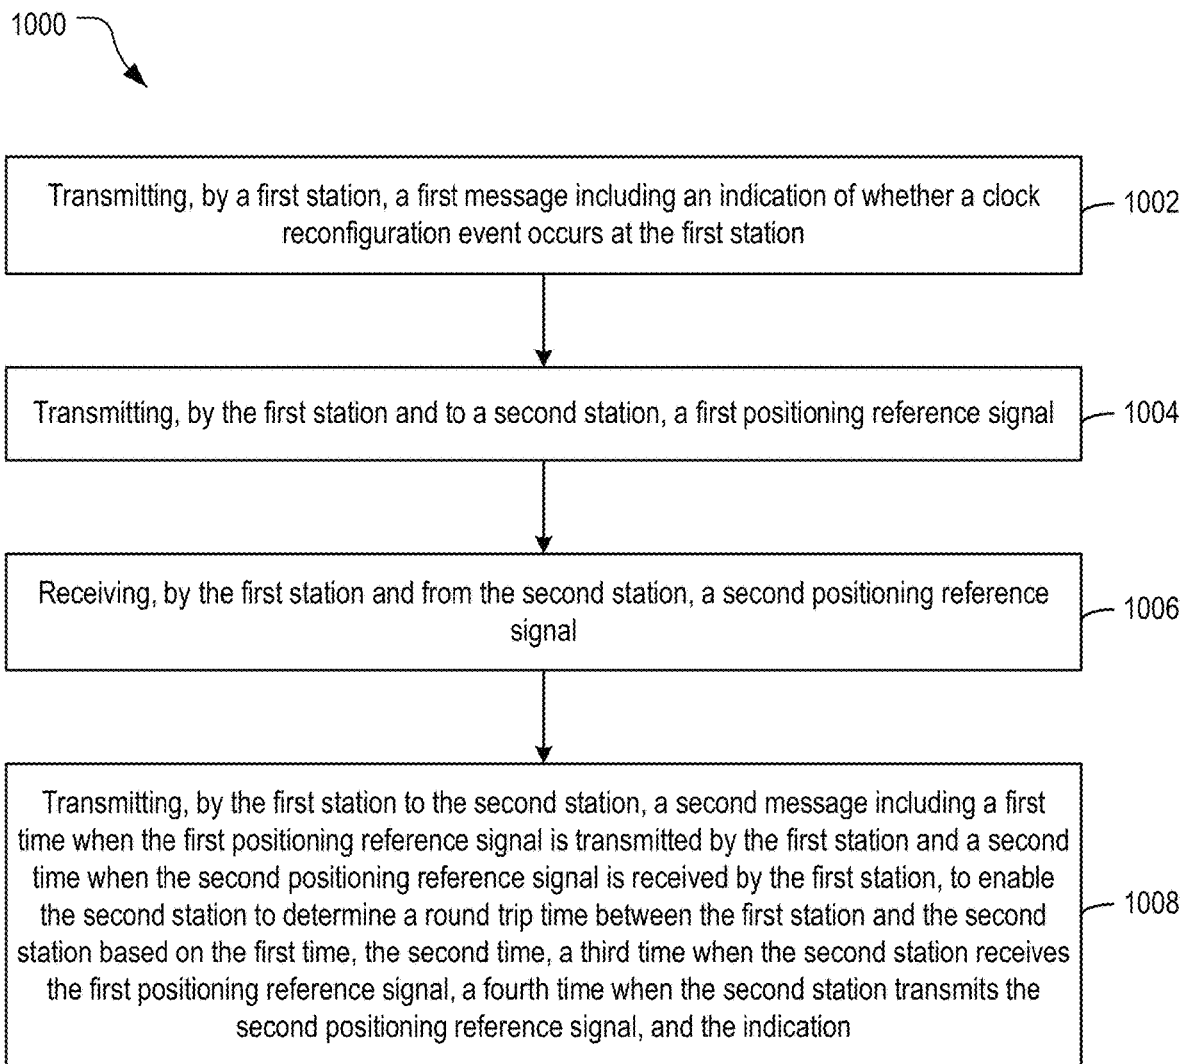 1000
Transmitting, by a first station, a first message including an indication of whether a clock
reconfiguration event occurs at the first station
1002
Transmitting, by the first station and to a second station, a first positioning reference signal
1004
Receiving, by the first station and from the second station, a second positioning reference
signal
1006
Transmitting, by the first station to the second station, a second message including a first
time when the first positioning reference signal is transmitted by the first station and a second
time when the second positioning reference signal is received by the first station, to enable
the second station to determine a round trip time between the first station and the second
station based on the first time, the second time, a third time when the second station receives
the first positioning reference signal, a fourth time when the second station transmits the
second positioning reference signal, and the indication
1008